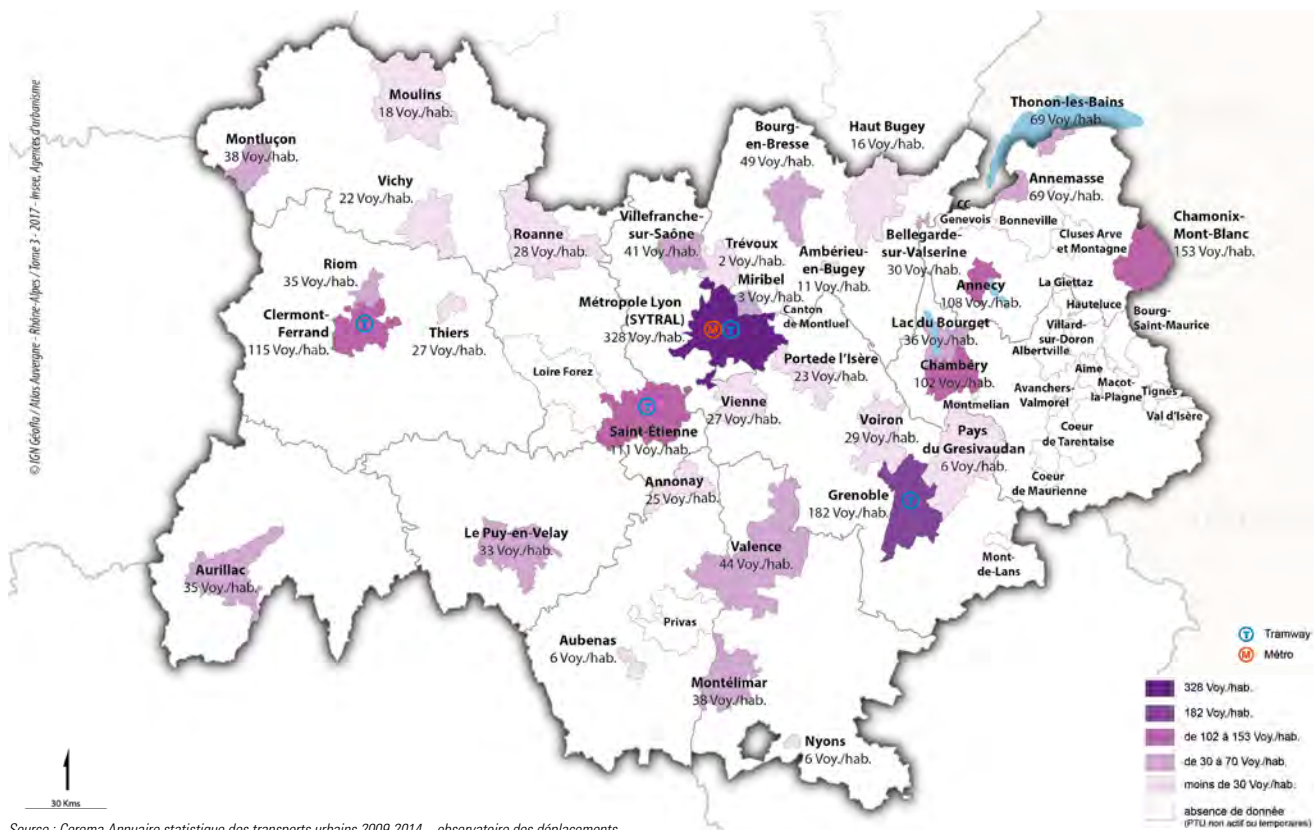 © IGN Géofla / Atlas Auvergne - Rhône-Alpes / Tome 3 - 2017 - Insee, Agences d'urbanisme
Moulins
18 Voy./hab.
Montluçon
38 Voy./hab.
Vichy
22 Voy./hab.
Riom
35 Voy./hab.
Clermont-
Ferrand
115 Voy./hab.
T
Thiers
27 Voy./hab.
Roanne
28 Voy./hab.
Villefranche-
sur-Saône
41 Voy./hab.
Bourg-
en-Bresse
49 Voy./hab.
Haut Bugey
16 Voy./hab.
Thonon-les-Bains
69 Voy./hab.
Annemasse
69 Voy./hab.
CC
Genevois
Bonneville
Cluses Arve
et Montagne
Chamonix-
Mont-Blanc
153 Voy./hab.
Trévoux
2 Voy./hab.
Miribel
3 Voy./hab.
Ambérieu-
en-Bugey
11 Voy./hab.
Bellegarde-
sur-Valserine
30 Voy./hab.
Annecy
108 Voy./hab.
La Giettaz
Hauteluce
Bourg-
Saint-Maurice
Métropole Lyon
(SYTRAL)
328 Voy./hab.
M T
Canton
de Montluel
Lac du Bourget
36 Voy./hab.
Villard-
sur-Doron
Albertville
Chambéry
102 Voy./hab.
Aime
Macot-
la-Plagne
Avanchers-
Valmorel
Tignes
Val d'Isère
Montmelian
Loire Forez
Portede l'Isère
23 Voy./hab.
Vienne
27 Voy./hab.
T
Saint-Étienne
111 Voy./hab.
Voiron
29 Voy./hab.
Pays
du Gresivaudan
6 Voy./hab.
Coeur
de Tarentaise
Coeur
de Maurienne
Annonay
25 Voy./hab.
Grenoble
182 Voy./hab.
T
Mont-
de-Lans
Le Puy-en-Velay
33 Voy./hab.
Valence
44 Voy./hab.
Aurillac
35 Voy./hab.
Privas
Aubenas
6 Voy./hab.
Montélimar
38 Voy./hab.
Nyons
6 Voy./hab.
T Tramway
M Métro
328 Voy./hab.
182 Voy./hab.
de 102 à 153 Voy./hab.
de 30 à 70 Voy./hab.
moins de 30 Voy./hab.
absence de donnée
(PTU non actif ou temporaires)
30 Kms
Source : Cerema Annuaire statistique des transports urbains 2009-2014 - observatoire des déplacements